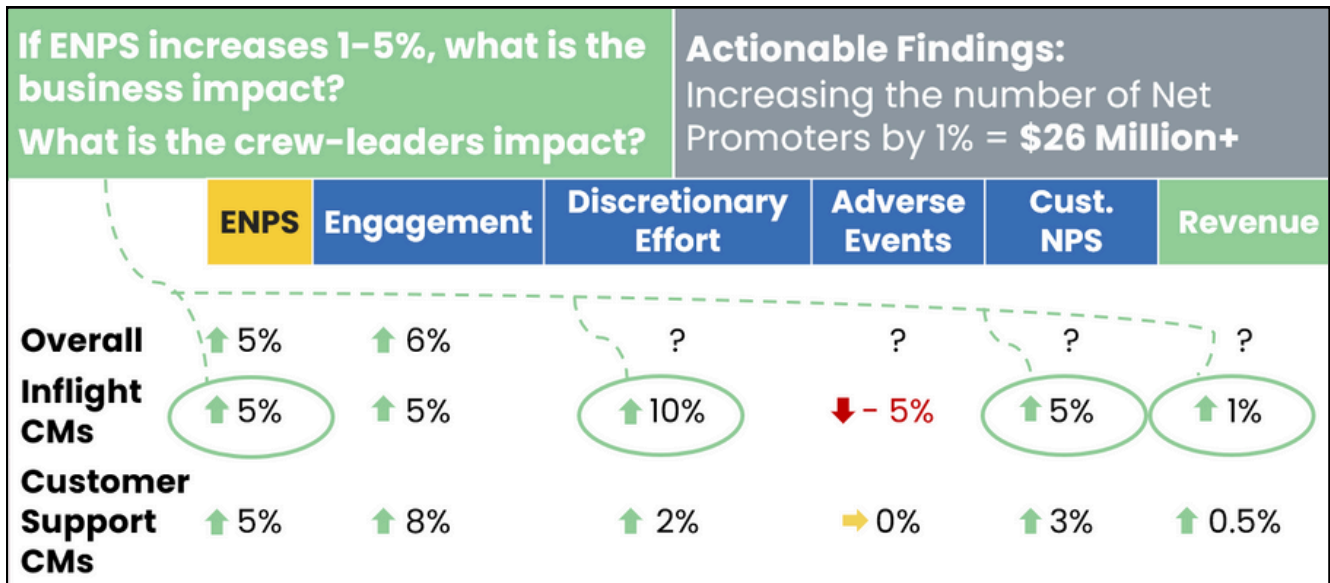 If ENPS increases 1-5%, what is the
business impact?
What is the crew-leaders impact?
Actionable Findings:
Increasing the number of Net
Promoters by 1% = $26 Million+
ENPS
Engagement
Discretionary
Effort
Adverse
Events
Cust.
NPS
Revenue
Overall
5%
6%
?
?
?
?
Inflight
CMs
5%
5%
10%
- 5%
5%
1%
Customer
Support
CMs
5%
8%
2%
0%
3%
0.5%